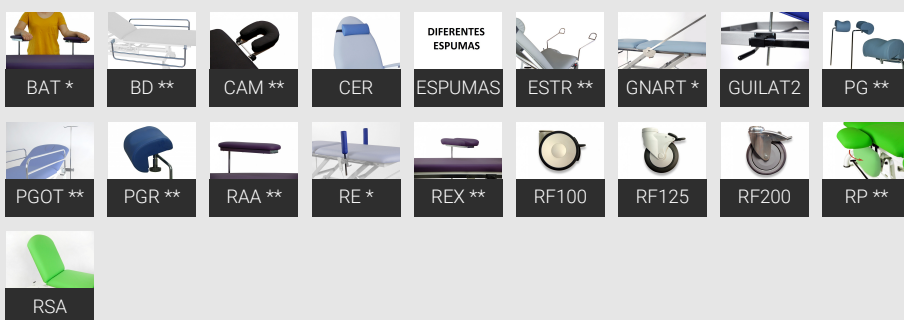 BAT *
BD **
CAM **
CER
DIFERENTES
ESPUMAS
ESPUMAS
ESTR **
GNART *
GUILAT2
PG **
PGOT **
PGR **
RAA **
RE *
REX **
RF100
RF125
RF200
RP **
RSA